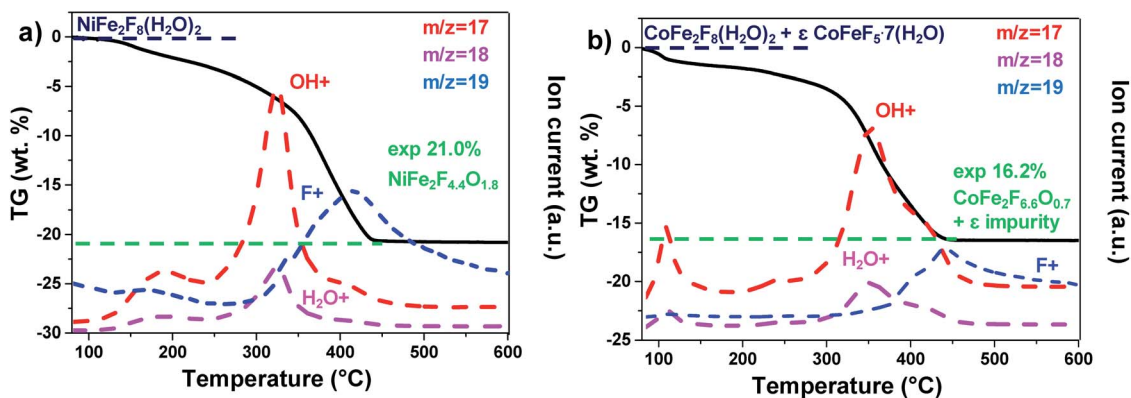 a)
NiFe₂F₈(H₂O)₂
m/z=17
m/z=18
m/z=19
OH+
exp 21.0%
NiFe₂F₄.₄O₁.₈
F+
H₂O+
0
-5
-10
-15
-20
-25
-30
TG (wt. %)
Ion current (a.u.)
100 200 300 400 500 600
Temperature (°C)
b)
CoFe₂F₈(H₂O)₂ + ε CoFeF₅·7(H₂O)
m/z=17
m/z=18
m/z=19
OH+
exp 16.2%
CoFe₂F₆.₆O₀.₇
+ ε impurity
H₂O+
F+
0
-5
-10
-15
-20
-25
TG (wt. %)
Ion current (a.u.)
100 200 300 400 500 600
Temperature (°C)